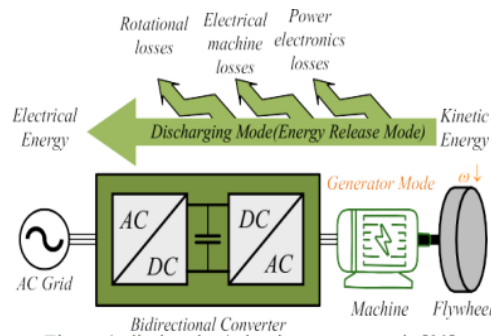 Rotational
losses
Electrical
machine
losses
Power
electronics
losses
Electrical
Energy
Discharging Mode(Energy Release Mode)
Kinetic
Energy
Generator Mode
ω↓
AC
DC
DC
AC
AC Grid
Machine
Flywheel
Bidirectional Converter